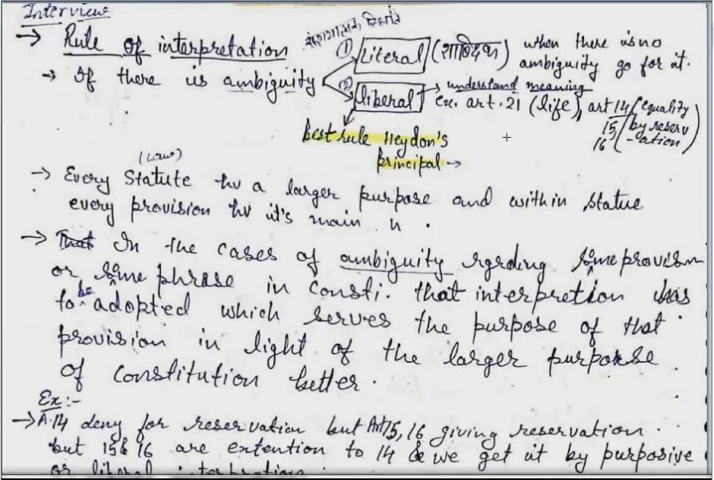 Interview
→ Rule of interpretation
(1) Literal (शाब्दिक) when there is no
ambiguity go for it.
→ If there is ambiguity
(2) liberal → understand meaning
ex. art. 21 (life), art 14 (equality
15 by reserv
16 -ation)
best rule Heydon's
principal →
(Law)
→ Every Statute hv a larger purpose and within statue
every provision hv it's main 〃 .
→ In the cases of ambiguity rgrding some provision
or some phrase in consti. that interpretion has
to be adopted which serves the purpose of that
provision in light of the larger purpose
of constitution better.
Ex:-
→ A.14 deny for reservation but Art 15, 16 giving reservation.
but 15& 16 are extention to 14 & we get it by purposive
or liberal